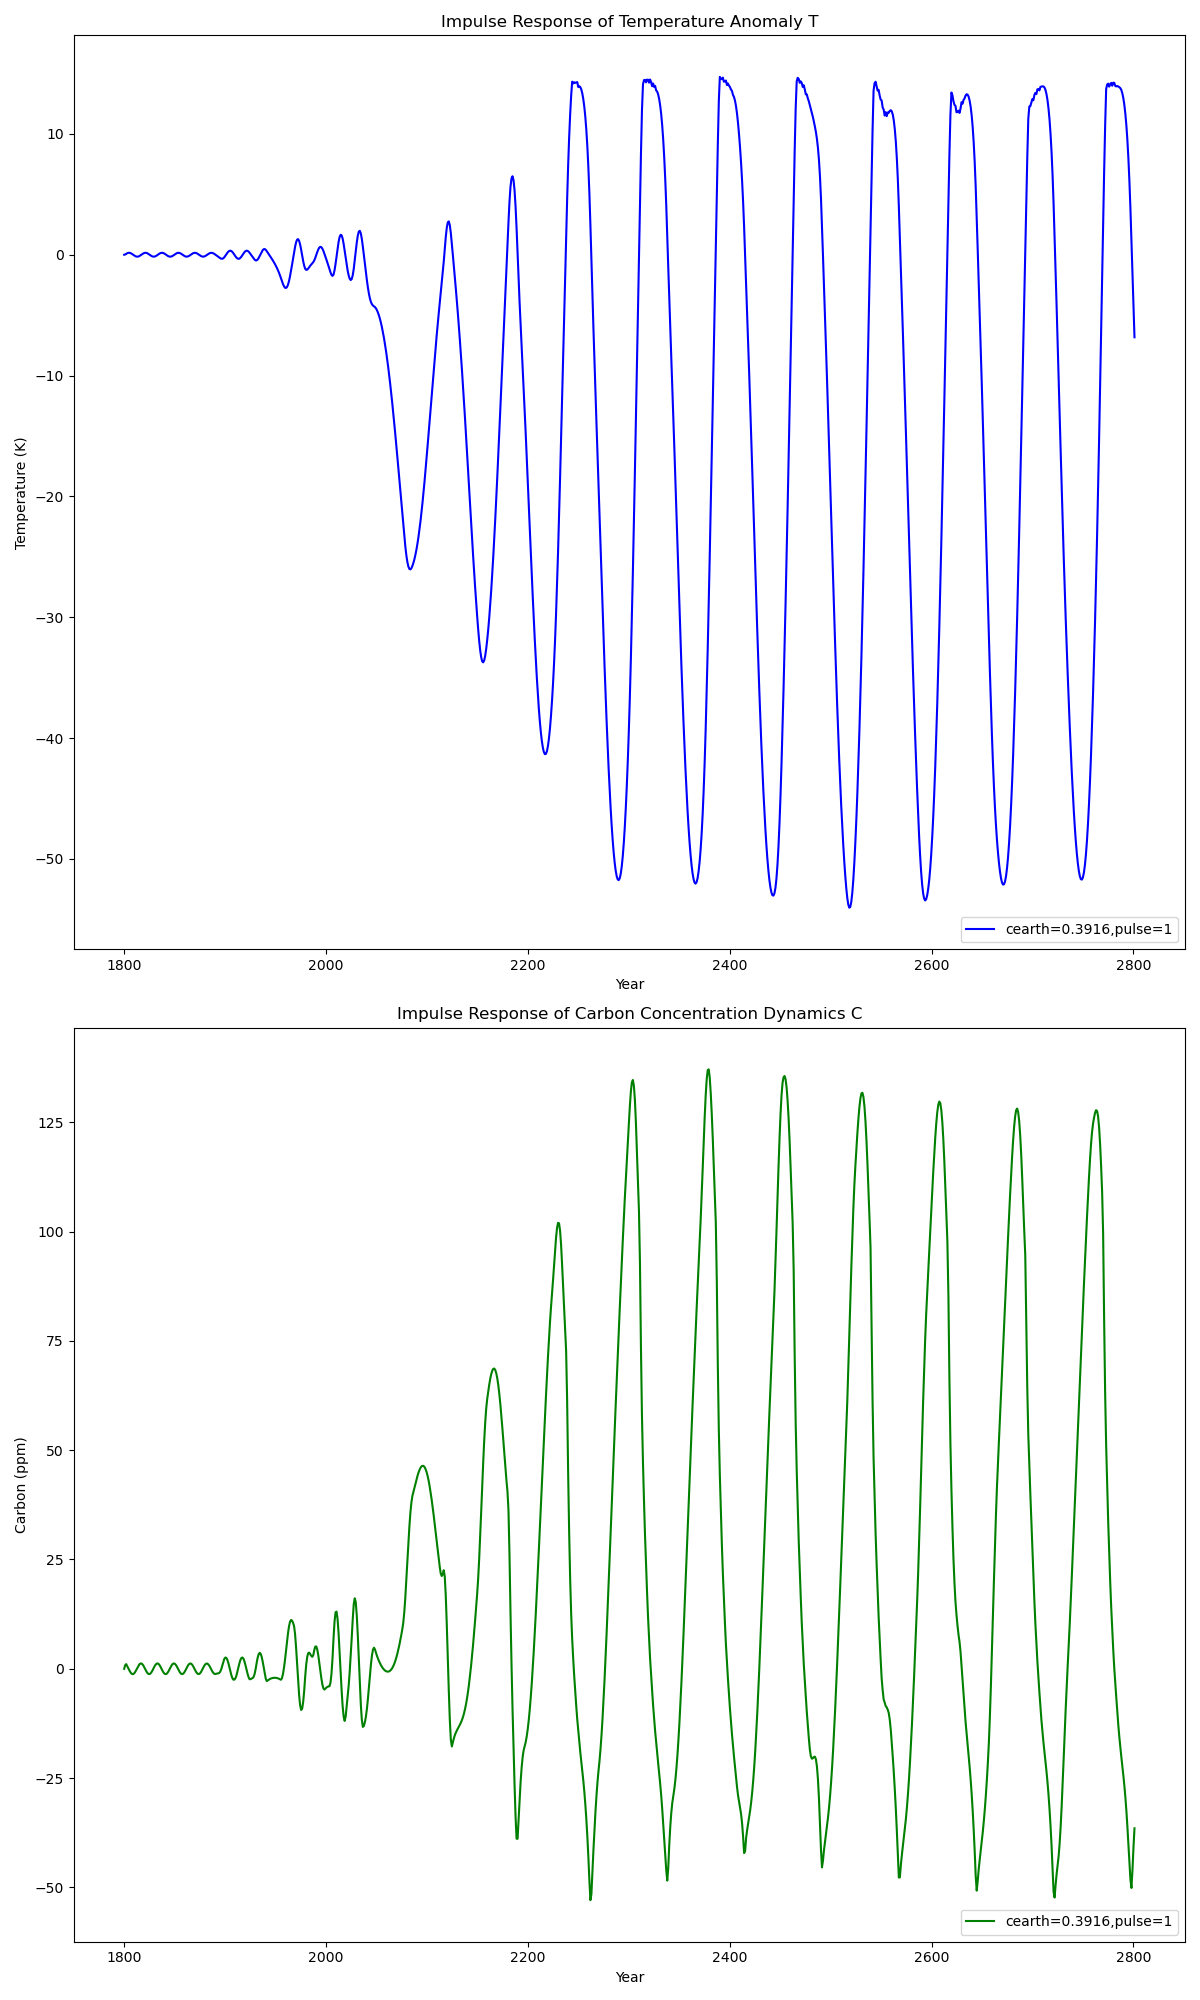 Impulse Response of Temperature Anomaly T
10
0
−10
−20
−30
−40
−50
Temperature (K)
cearth=0.3916,pulse=1
1800 2000 2200 2400 2600 2800
Year
Impulse Response of Carbon Concentration Dynamics C
125
100
75
50
25
0
−25
−50
Carbon (ppm)
cearth=0.3916,pulse=1
1800 2000 2200 2400 2600 2800
Year